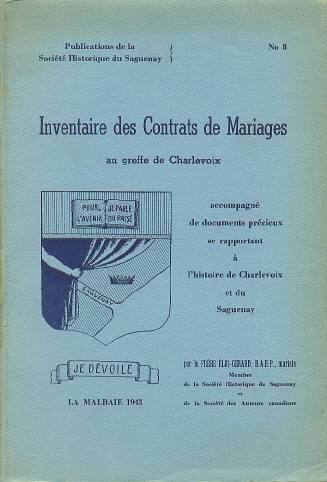 Publications de la
Société Historique du Saguenay
No 8
Inventaire des Contrats de Mariages
au greffe de Charlevoix
POUR L'AVENIR
JE PARLE DU PASSÉ
SAGUENAY
JE DÉVOILE
LA MALBAIE 1943
accompagné
de documents précieux
se rapportant
à
l'histoire de Charlevoix
et du
Saguenay
par le FRÈRE ÉLOI-GÉRARD, B.A.B.P., mariste
Membre
de la Société Historique du Saguenay
et
de la Société des Auteurs canadiens